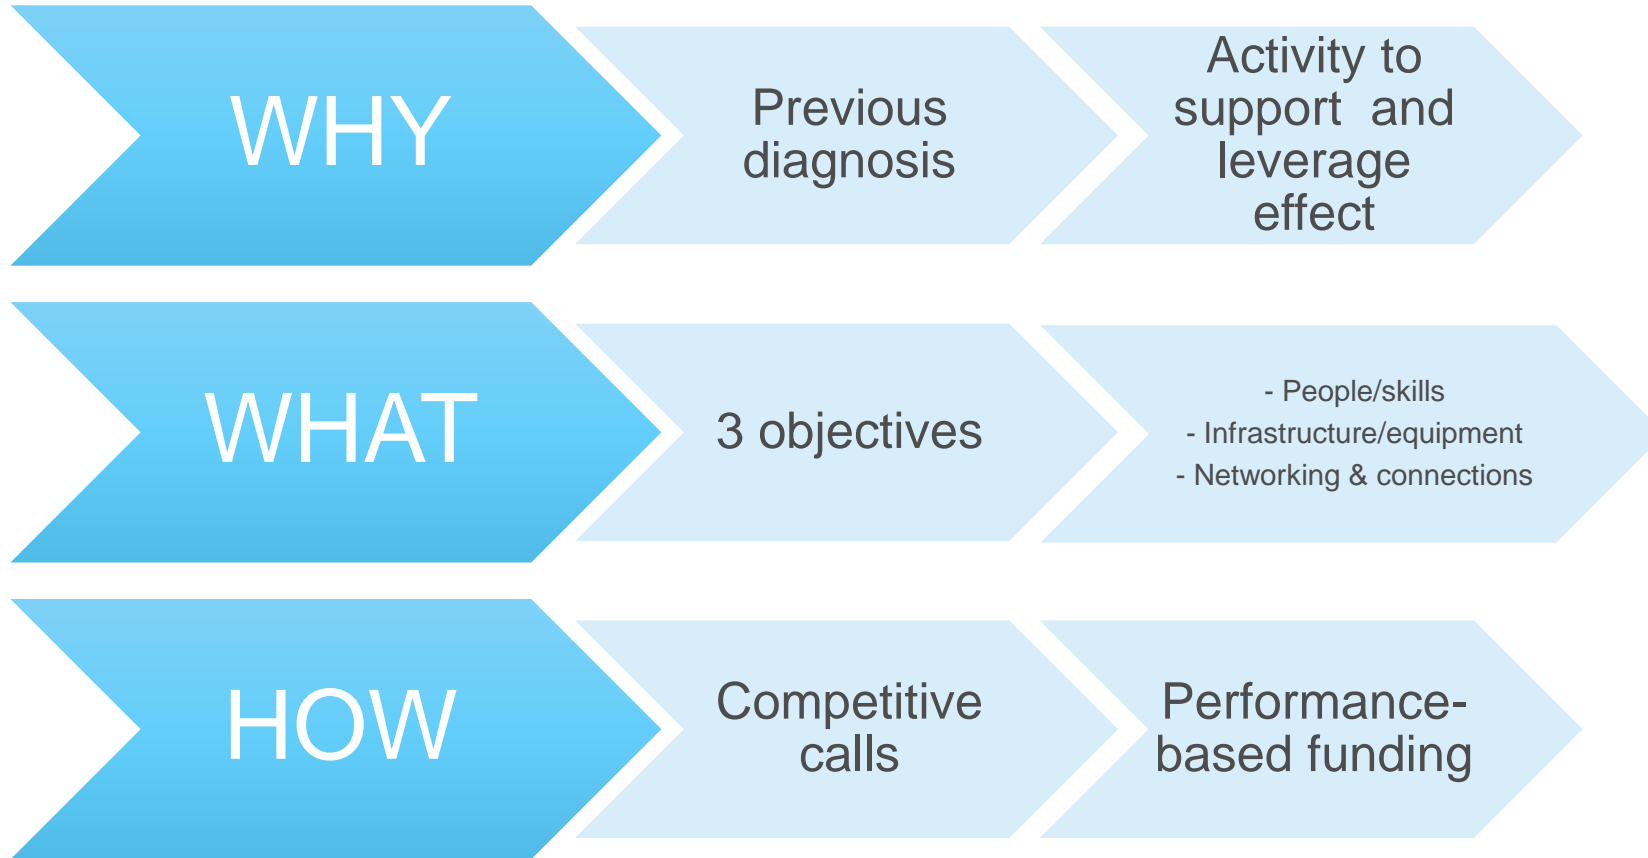 WHY
Previous
diagnosis
Activity to
support and
leverage
effect
WHAT
3 objectives
- People/skills
- Infrastructure/equipment
- Networking & connections
HOW
Competitive
calls
Performance-
based funding